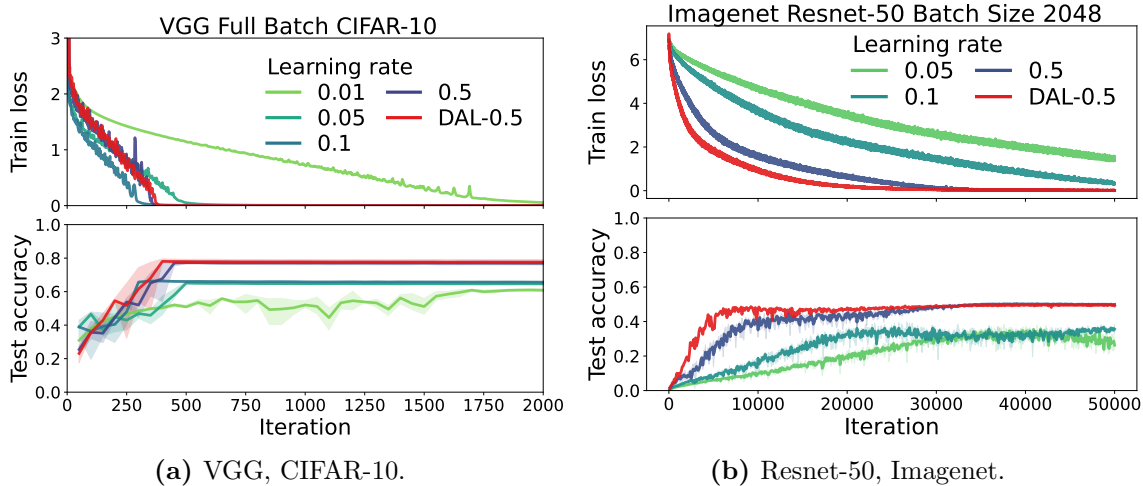 VGG Full Batch CIFAR-10
Train loss
3
2
1
0
Learning rate
0.01
0.05
0.1
0.5
DAL-0.5
Test accuracy
1.0
0.8
0.6
0.4
0.2
0.0
0 250 500 750 1000 1250 1500 1750 2000
Iteration
(a) VGG, CIFAR-10.
Imagenet Resnet-50 Batch Size 2048
Train loss
6
4
2
0
Learning rate
0.05
0.1
0.5
DAL-0.5
Test accuracy
1.0
0.8
0.6
0.4
0.2
0.0
0 10000 20000 30000 40000 50000
Iteration
(b) Resnet-50, Imagenet.